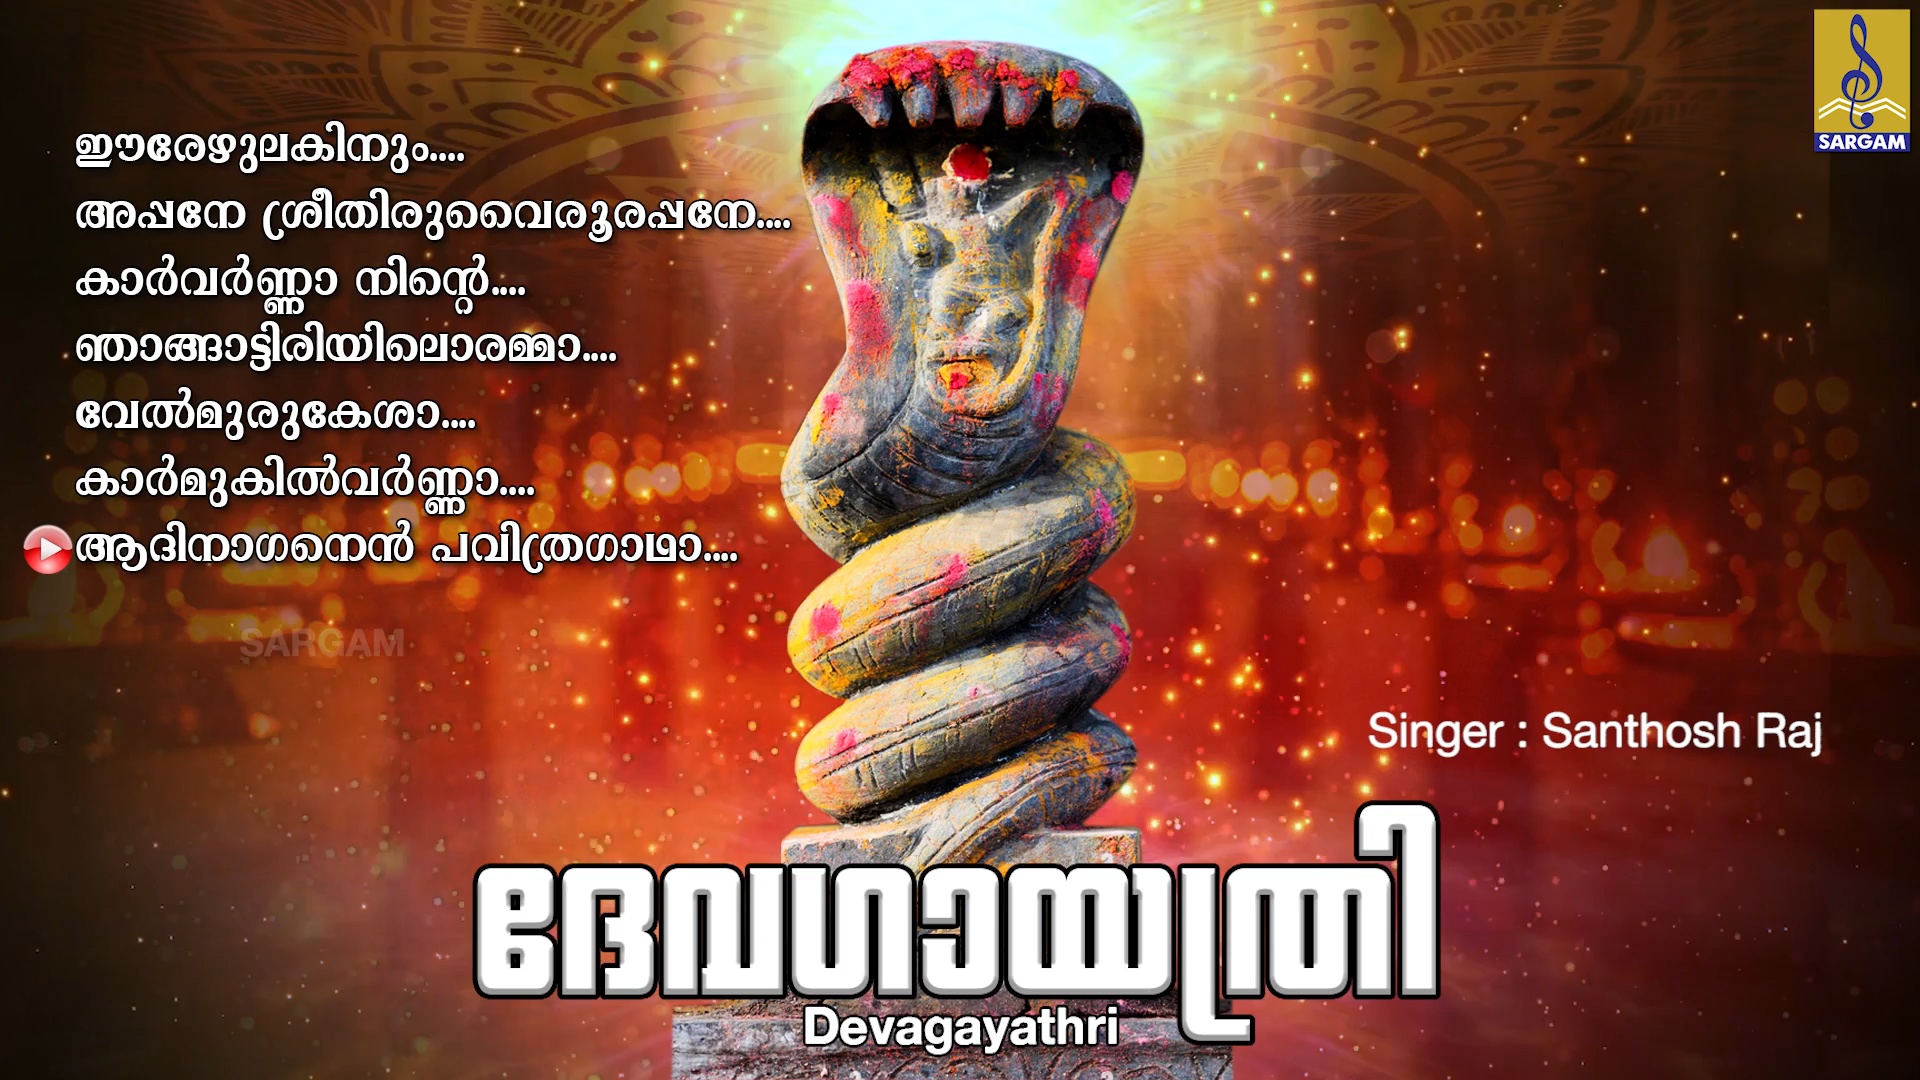 ഈരേഴുലകിനും....
അപ്പനേ ശ്രീതിരുവൈരൂരപ്പനേ....
കാർവർണ്ണാ നിന്റെ....
ഞാങ്ങാട്ടിരിയിലൊരമ്മാ....
വേൽമുരുകേശാ....
കാർമുകിൽവർണ്ണാ....
ആദിനാഗനെൻ പവിത്രഗാഥാ....
SARGAM
SARGAM
Singer : Santhosh Raj
ദേവഗായത്രി
Devagayathri